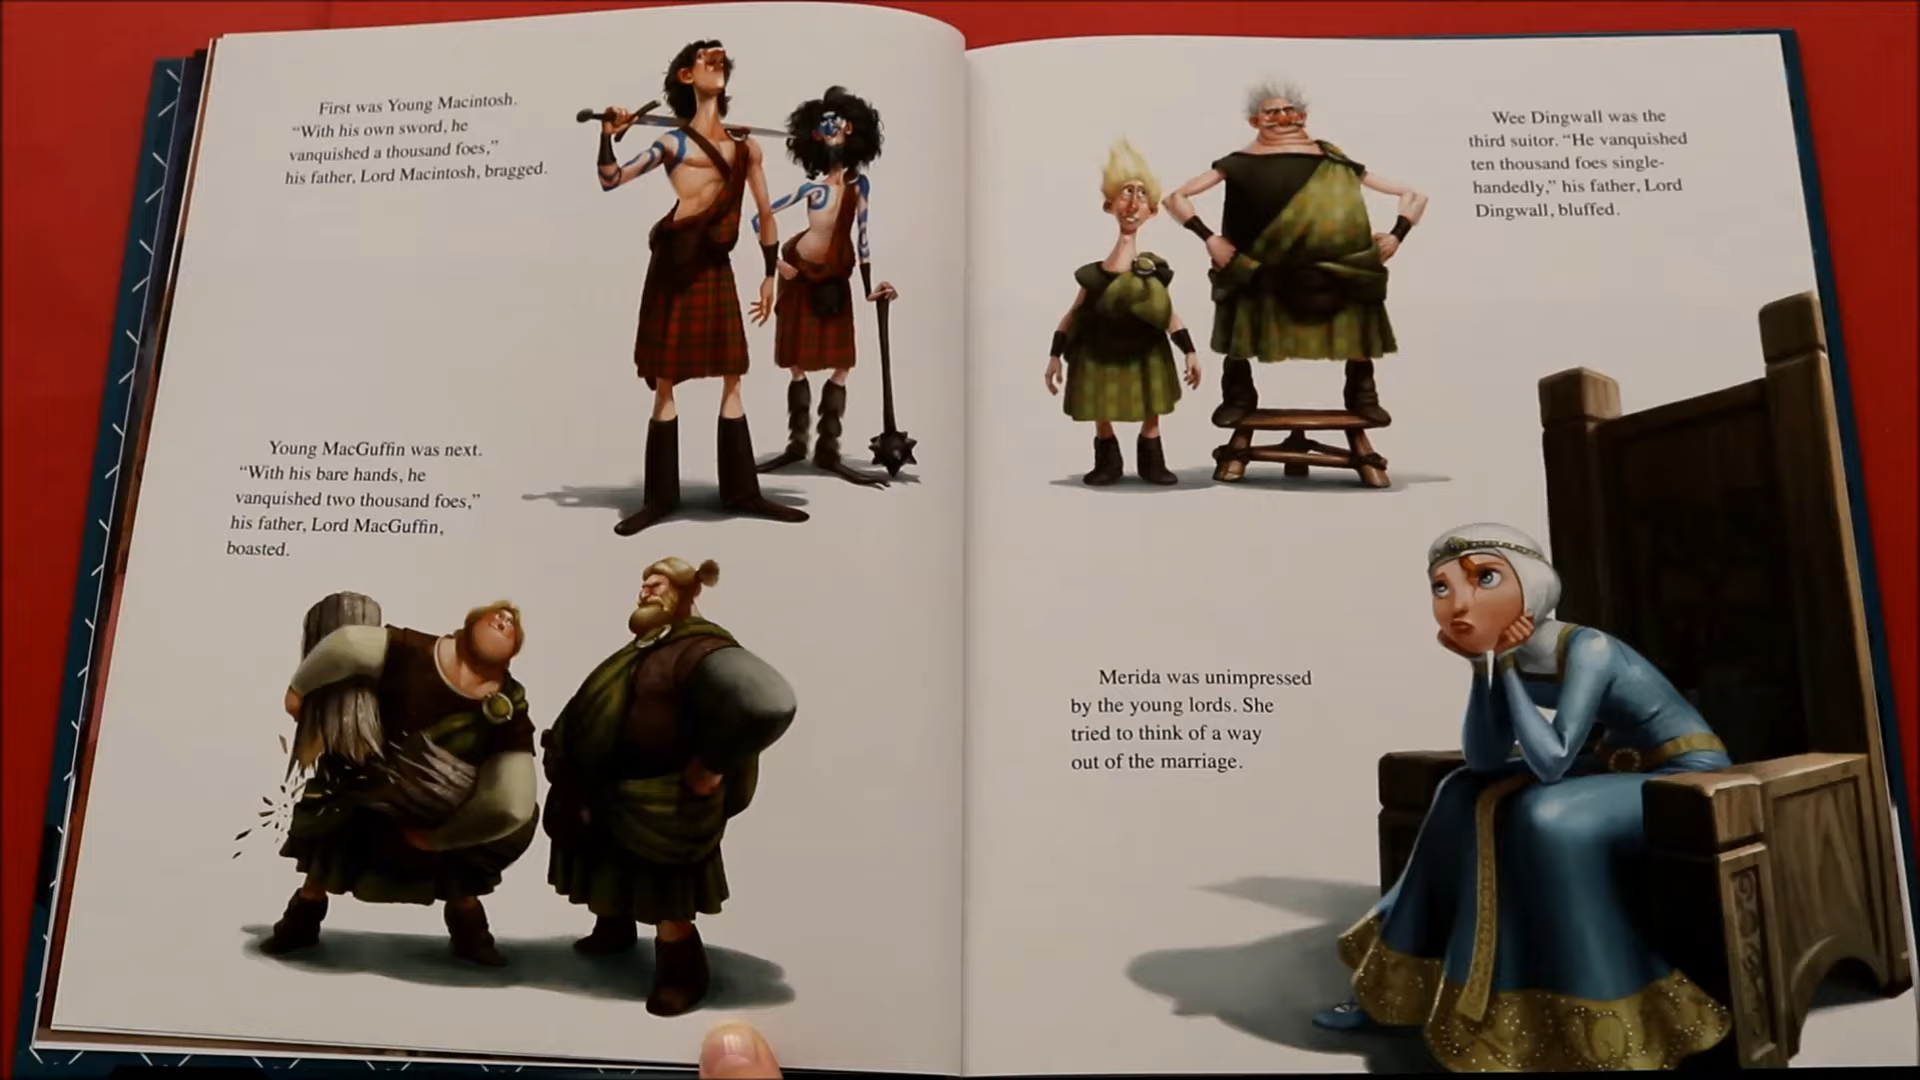 First was Young Macintosh.
“With his own sword, he
vanquished a thousand foes,”
his father, Lord Macintosh, bragged.
Young MacGuffin was next.
“With his bare hands, he
vanquished two thousand foes,”
his father, Lord MacGuffin,
boasted.
Wee Dingwall was the
third suitor. “He vanquished
ten thousand foes single-
handedly,” his father, Lord
Dingwall, bluffed.
Merida was unimpressed
by the young lords. She
tried to think of a way
out of the marriage.